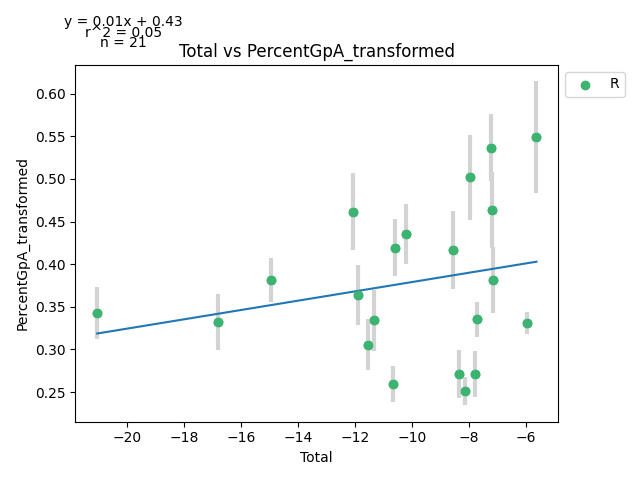 y = 0.01x + 0.43
r^2 = 0.05
n = 21
Total vs PercentGpA_transformed
R
PercentGpA_transformed
0.60
0.55
0.50
0.45
0.40
0.35
0.30
0.25
−20
−18
−16
−14
−12
−10
−8
−6
Total